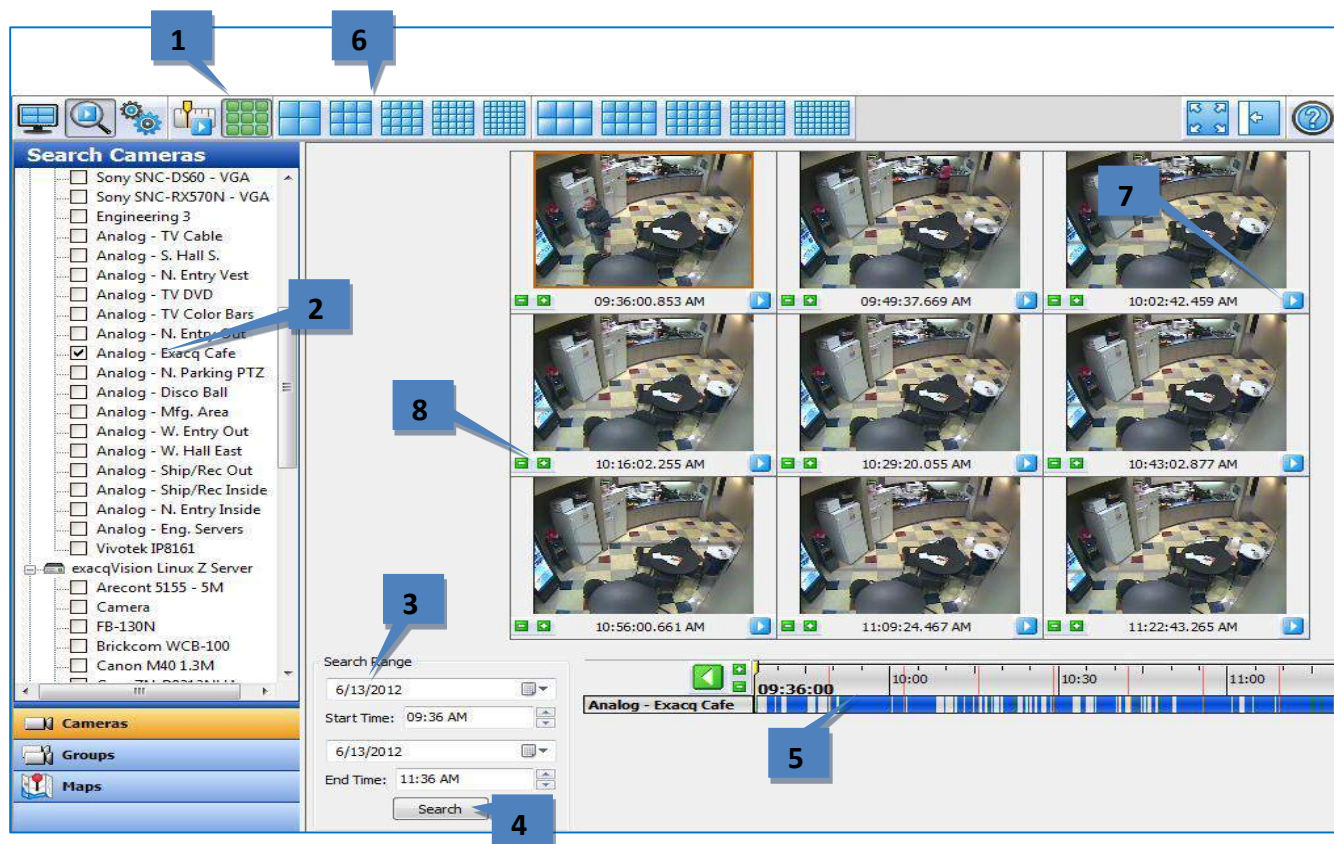 1
6
Search Cameras
Sony SNC-DS60 - VGA
Sony SNC-RX570N - VGA
Engineering 3
Analog - TV Cable
Analog - S. Hall S.
Analog - N. Entry Vest
Analog - TV DVD
Analog - TV Color Bars
Analog - N. Entry Out
Analog - Exacq Cafe
Analog - N. Parking PTZ
Analog - Disco Ball
Analog - Mfg. Area
Analog - W. Entry Out
Analog - W. Hall East
Analog - Ship/Rec Out
Analog - Ship/Rec Inside
Analog - N. Entry Inside
Analog - Eng. Servers
Vivotek IP8161
exacqVision Linux Z Server
Arecont 5155 - 5M
Camera
FB-130N
Brickcom WCB-100
Canon M40 1.3M
2
Cameras
Groups
Maps
7
09:36:00.853 AM
09:49:37.669 AM
10:02:42.459 AM
8
10:16:02.255 AM
10:29:20.055 AM
10:43:02.877 AM
10:56:00.661 AM
11:09:24.467 AM
11:22:43.265 AM
3
Search Range
6/13/2012
Start Time: 09:36 AM
6/13/2012
End Time: 11:36 AM
Search
4
09:36:00
10:00
10:30
11:00
Analog - Exacq Cafe
5